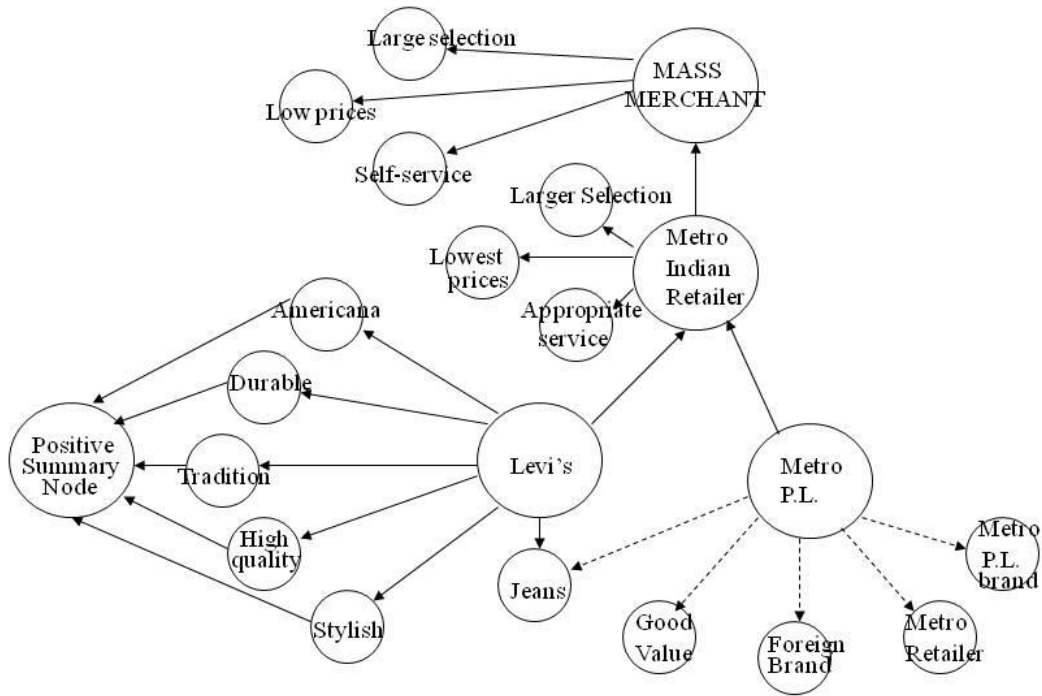 Large selection
MASS
MERCHANT
Low prices
Self-service
Larger Selection
Metro
Indian
Retailer
Lowest
prices
Appropriate
service
Americana
Durable
Positive
Summary
Node
Tradition
Levi's
Metro
P.L.
High
quality
Jeans
Stylish
Good
Value
Foreign
Brand
Metro
Retailer
Metro
P.L.
brand